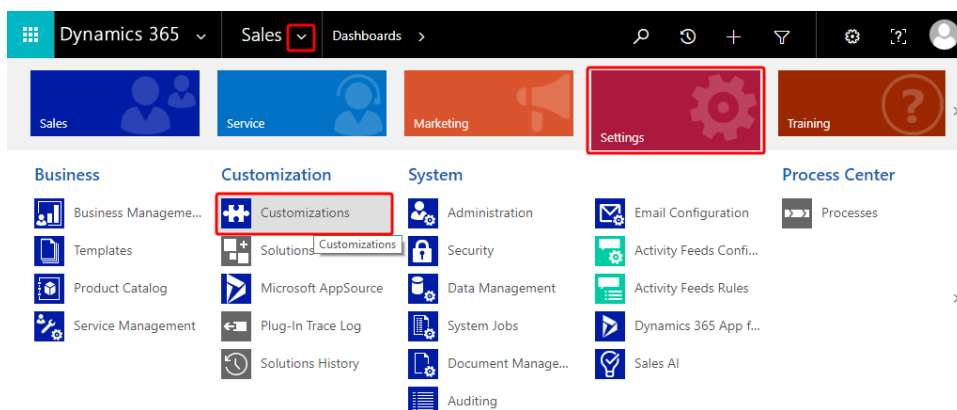 Dynamics 365 Sales Dashboards
Sales Service Marketing Settings Training
Business Customization System Process Center
Business Manageme... Customizations Administration Email Configuration Processes
Templates Solutions Customizations Security Activity Feeds Confi...
Product Catalog Microsoft AppSource Data Management Activity Feeds Rules
Service Management Plug-In Trace Log System Jobs Dynamics 365 App f...
Solutions History Document Manage... Sales AI
Auditing